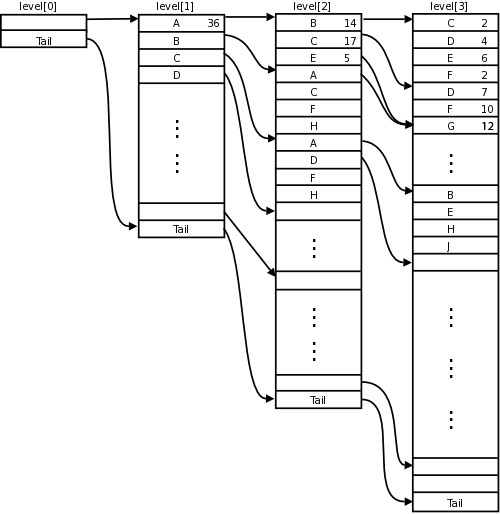 level[0]
Tail
level[1]
A 36
B
C
D
Tail
level[2]
B 14
C 17
E 5
A
C
F
H
A
D
F
H
Tail
level[3]
C 2
D 4
E 6
F 2
D 7
F 10
G 12
B
E
H
J
Tail